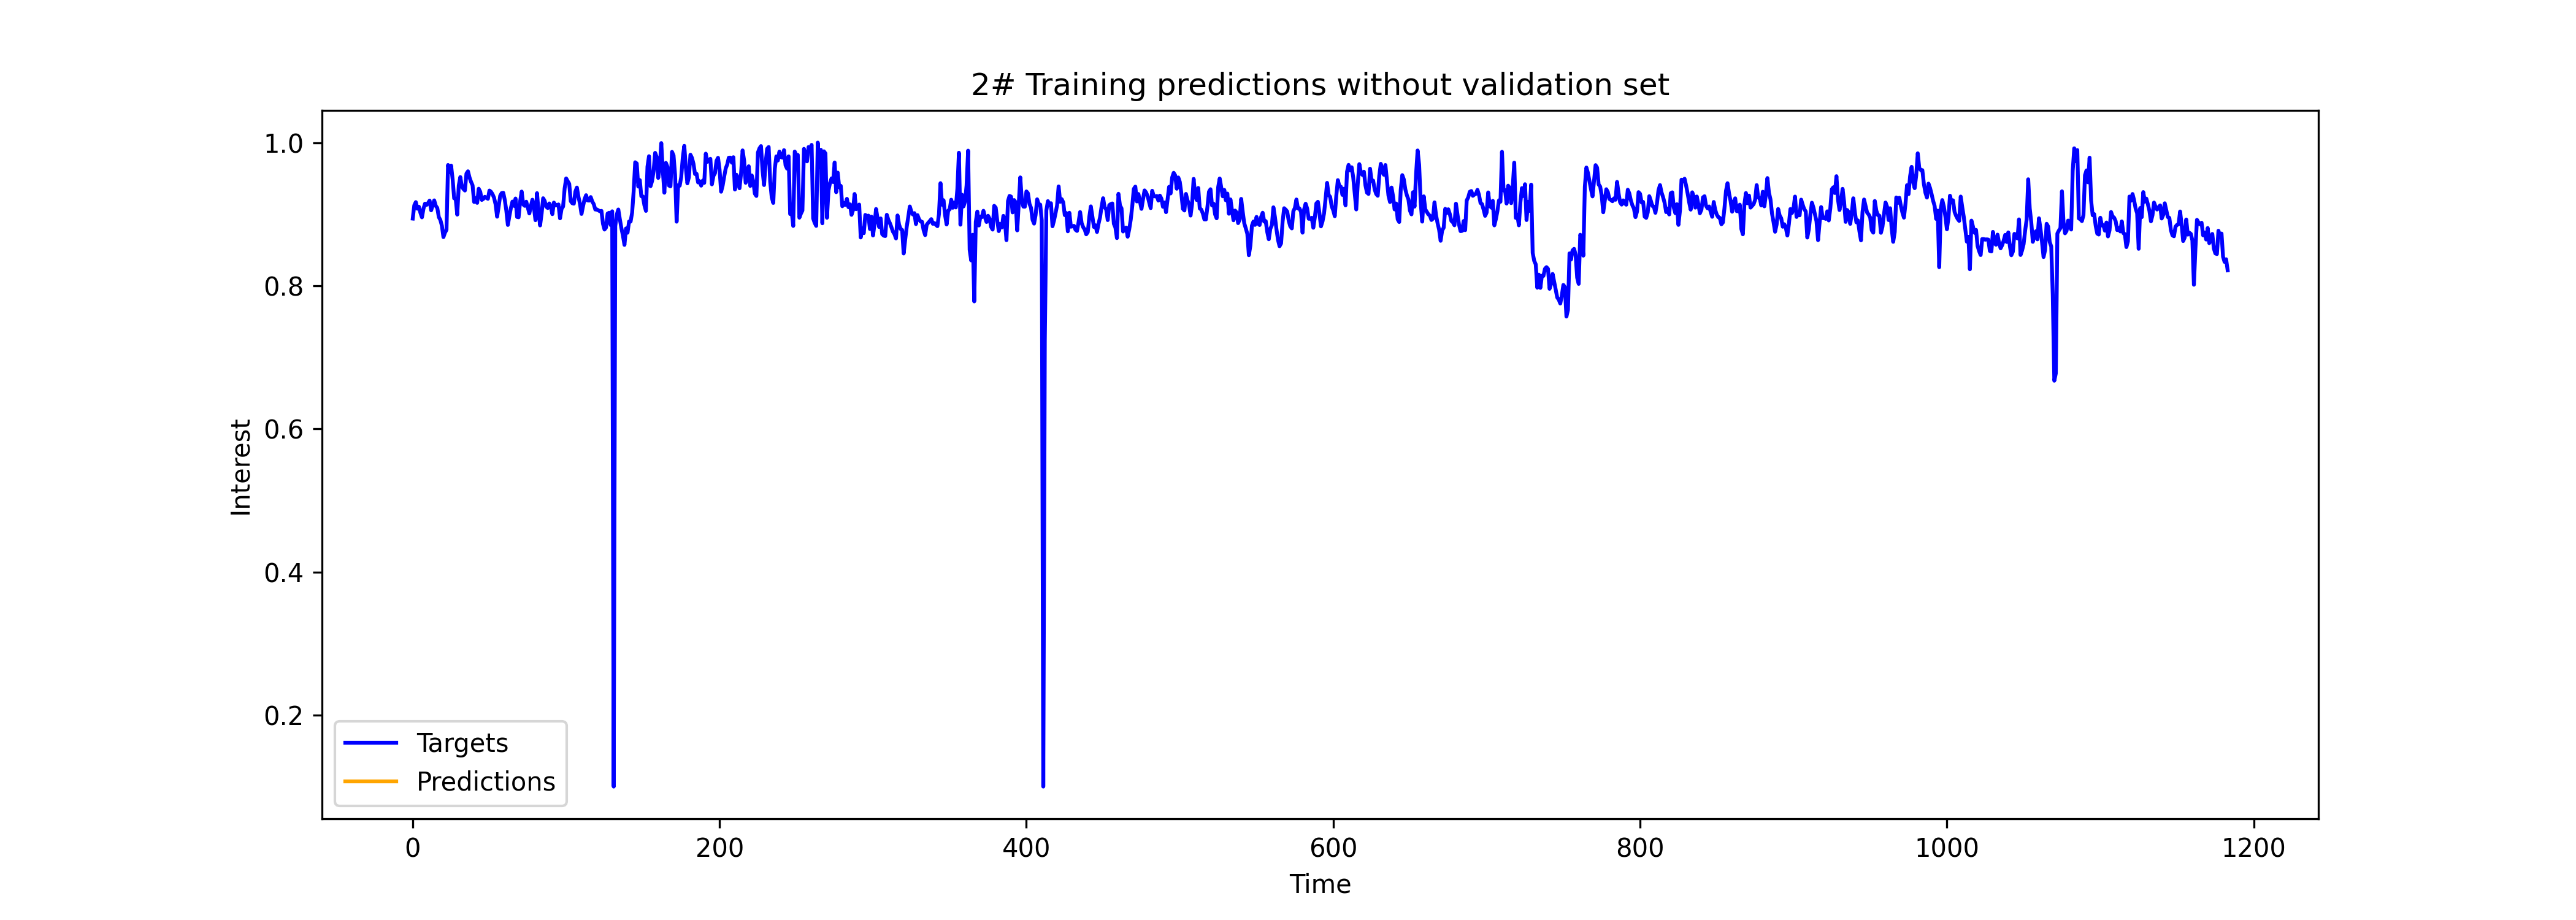 2# Training predictions without validation set
1.0
0.8
0.6
0.4
0.2
Interest
Targets
Predictions
0 200 400 600 800 1000 1200
Time